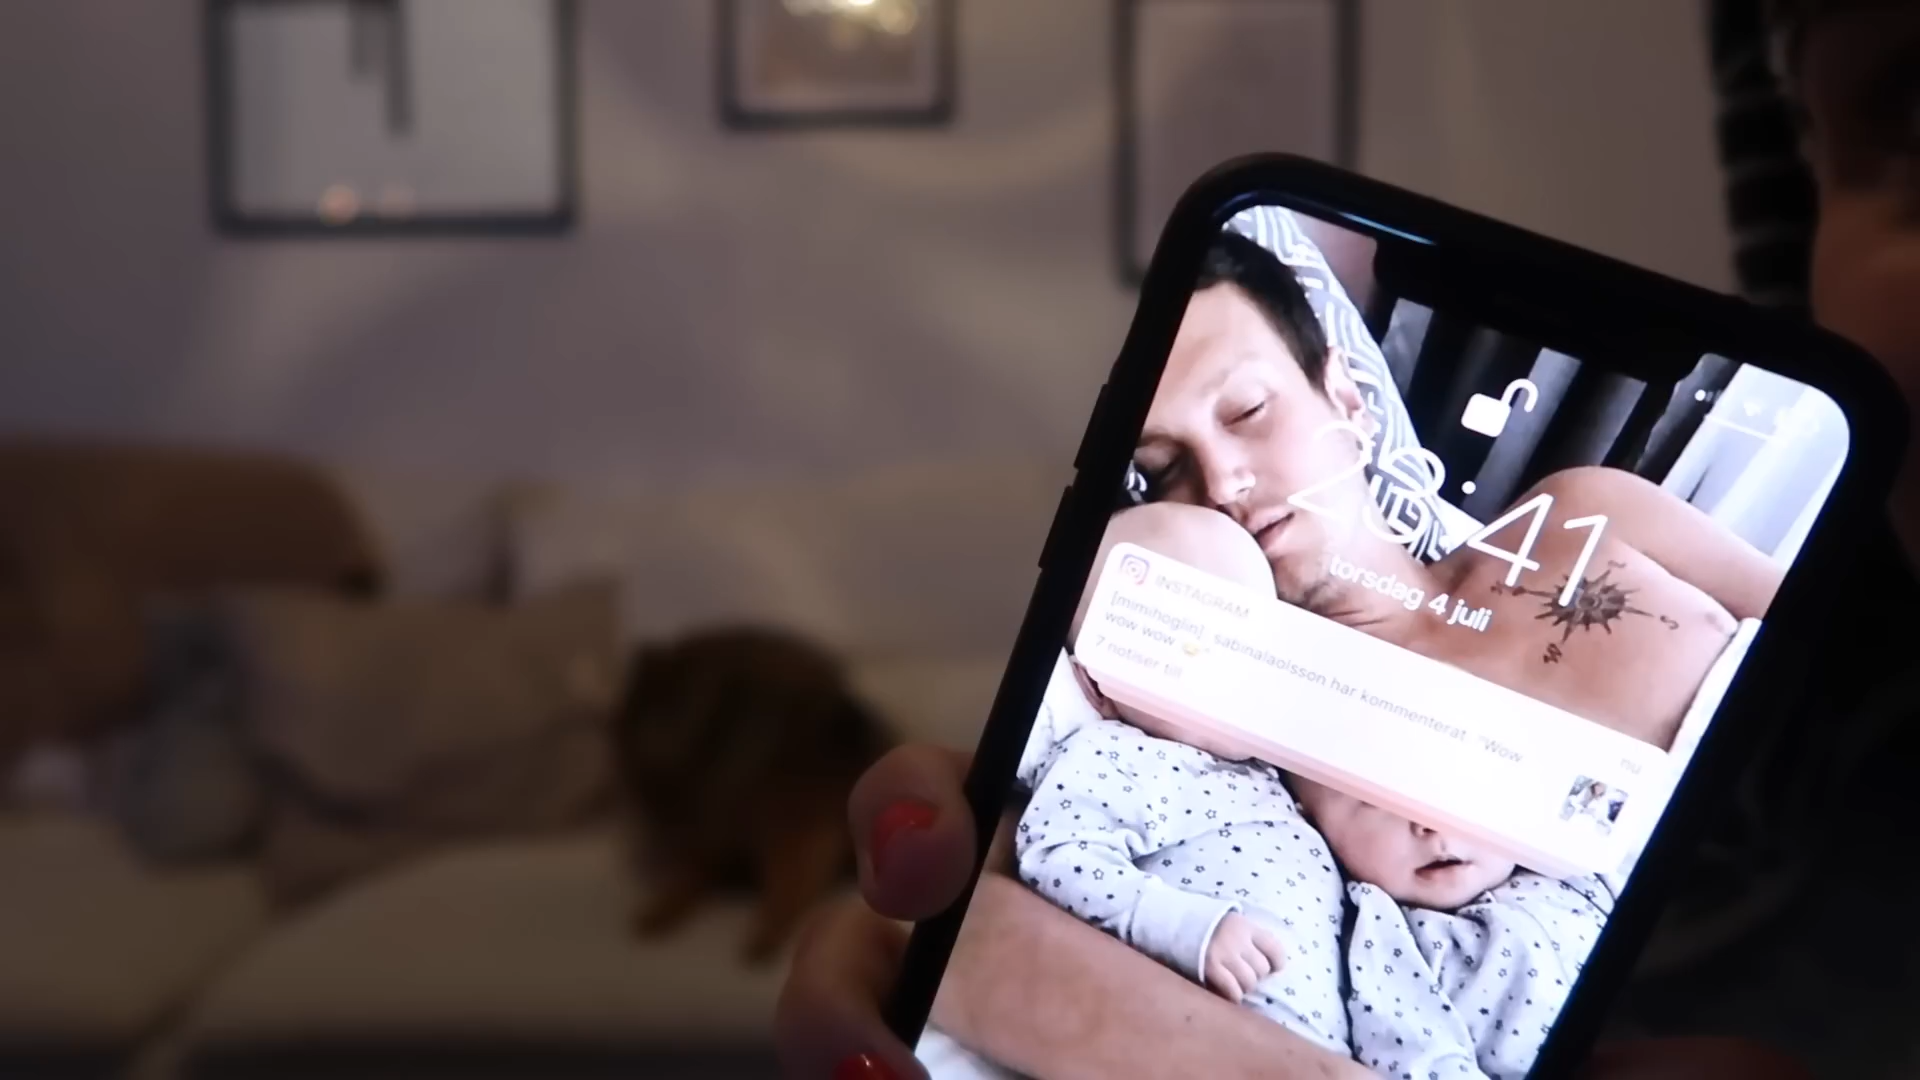 23:41
torsdag 4 juli
INSTAGRAM
nu
[mimihoglin]: sabinalaolsson har kommenterat: "Wow
wow wow 😍"
7 notiser till